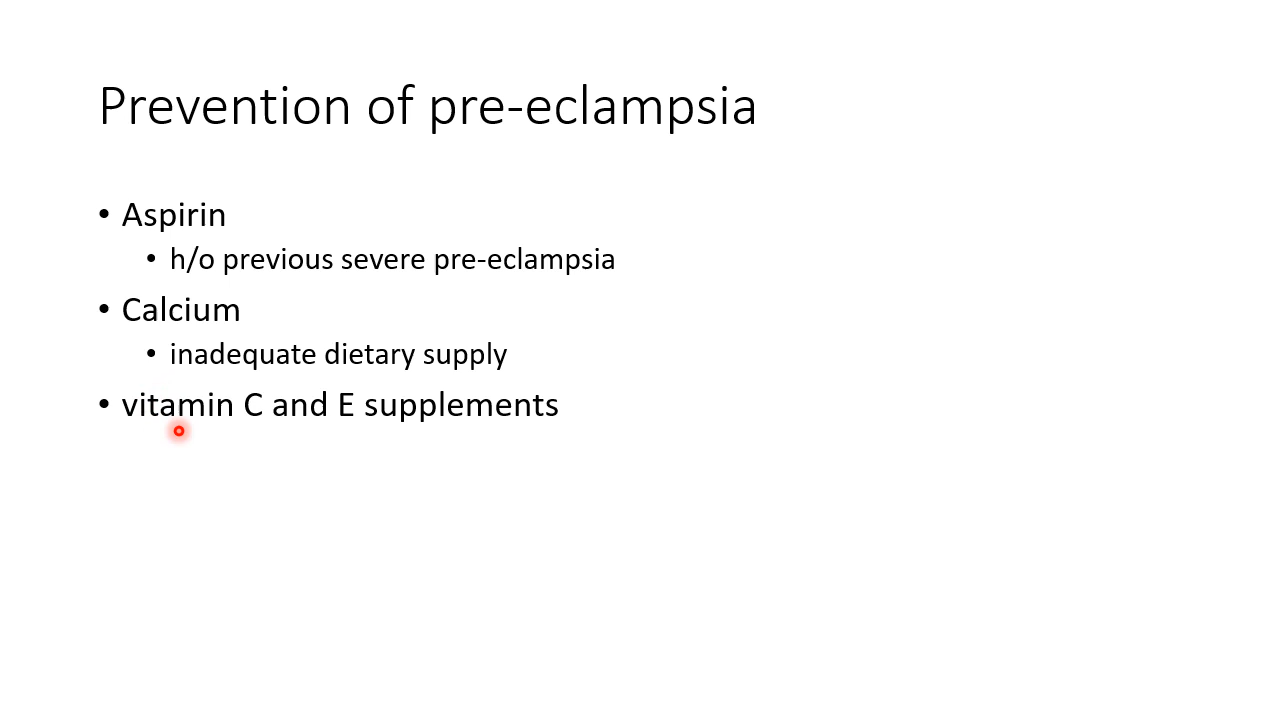 Prevention of pre-eclampsia
• Aspirin
• h/o previous severe pre-eclampsia
• Calcium
• inadequate dietary supply
• vitamin C and E supplements